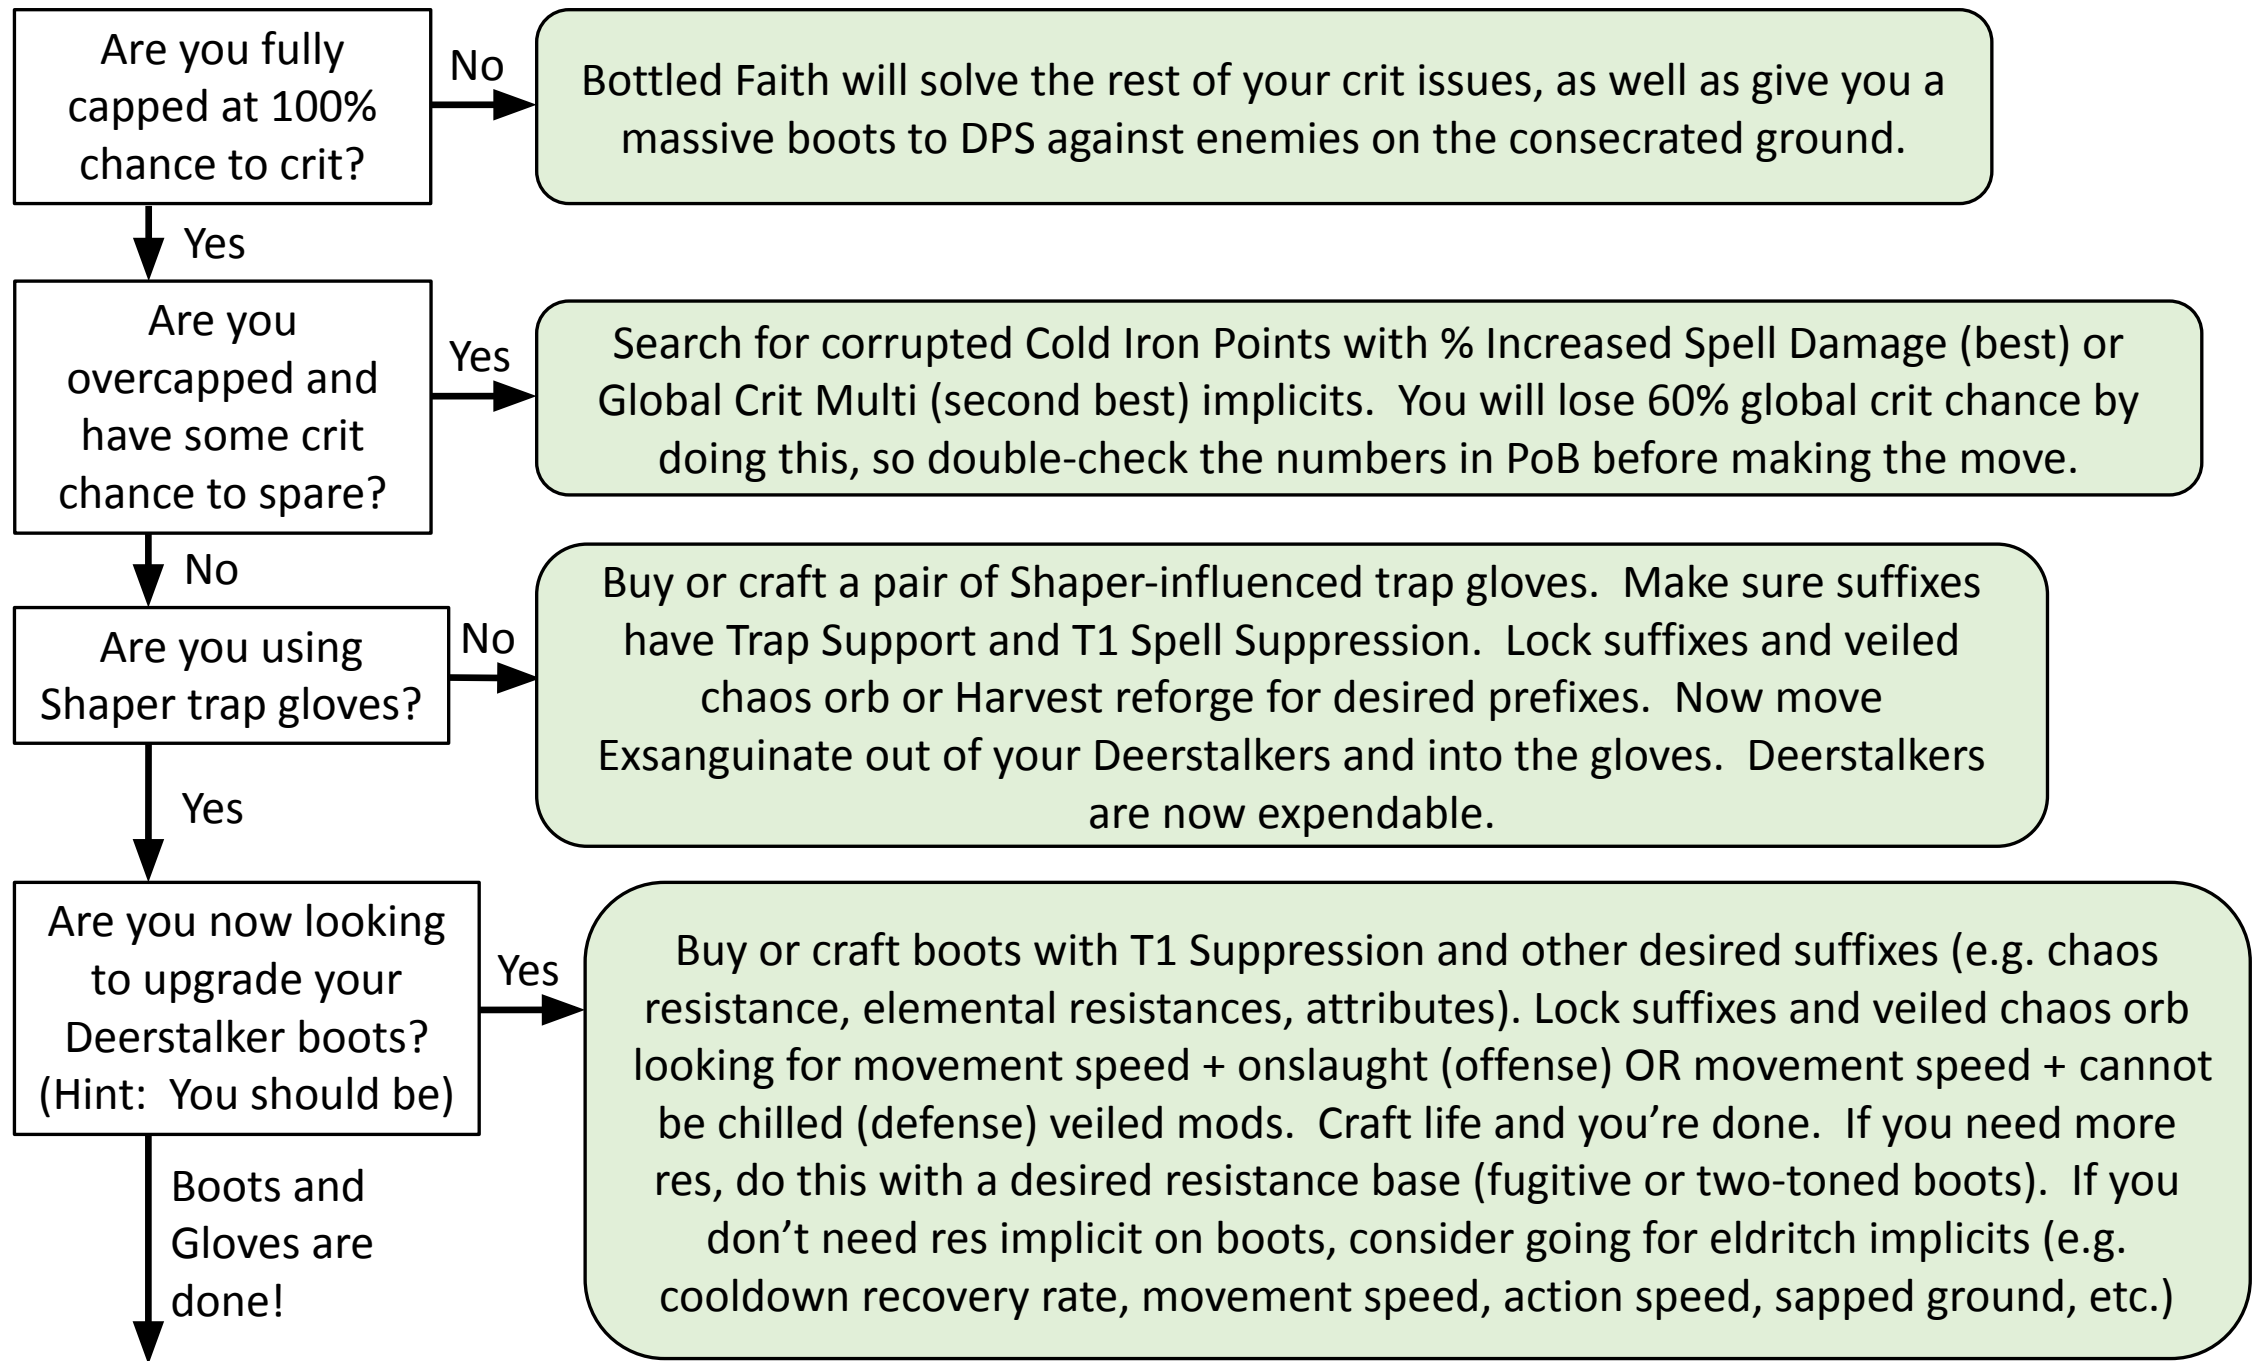 Are you fully
capped at 100%
chance to crit?
No
Bottled Faith will solve the rest of your crit issues, as well as give you a
massive boots to DPS against enemies on the consecrated ground.
Yes
Are you
overcapped and
have some crit
chance to spare?
Yes
Search for corrupted Cold Iron Points with % Increased Spell Damage (best) or
Global Crit Multi (second best) implicits.  You will lose 60% global crit chance by
doing this, so double-check the numbers in PoB before making the move.
No
Are you using
Shaper trap gloves?
No
Buy or craft a pair of Shaper-influenced trap gloves.  Make sure suffixes
have Trap Support and T1 Spell Suppression.  Lock suffixes and veiled
chaos orb or Harvest reforge for desired prefixes.  Now move
Exsanguinate out of your Deerstalkers and into the gloves.  Deerstalkers
are now expendable.
Yes
Are you now looking
to upgrade your
Deerstalker boots?
(Hint:  You should be)
Yes
Buy or craft boots with T1 Suppression and other desired suffixes (e.g. chaos
resistance, elemental resistances, attributes). Lock suffixes and veiled chaos orb
looking for movement speed + onslaught (offense) OR movement speed + cannot
be chilled (defense) veiled mods.  Craft life and you’re done.  If you need more
res, do this with a desired resistance base (fugitive or two-toned boots).  If you
don’t need res implicit on boots, consider going for eldritch implicits (e.g.
cooldown recovery rate, movement speed, action speed, sapped ground, etc.)
Boots and
Gloves are
done!